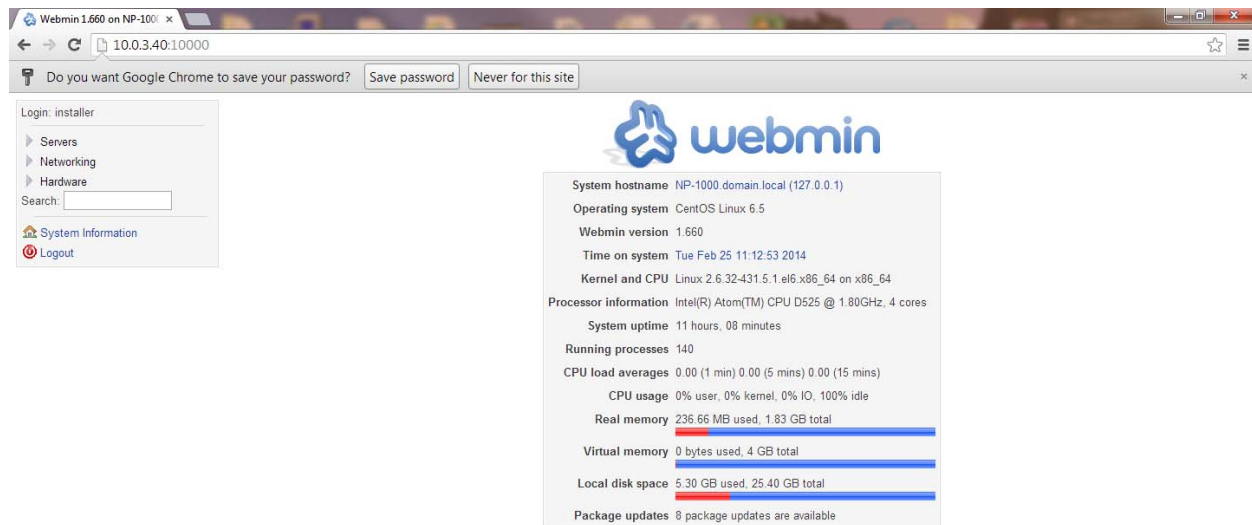 Webmin 1.660 on NP-100
10.0.3.40:10000
Do you want Google Chrome to save your password? Save password Never for this site
Login: installer
Servers
Networking
Hardware
Search:
System Information
Logout
webmin
System hostname NP-1000.domain.local (127.0.0.1)
Operating system CentOS Linux 6.5
Webmin version 1.660
Time on system Tue Feb 25 11:12:53 2014
Kernel and CPU Linux 2.6.32-431.5.1.el6.x86_64 on x86_64
Processor information Intel(R) Atom(TM) CPU D525 @ 1.80GHz, 4 cores
System uptime 11 hours, 08 minutes
Running processes 140
CPU load averages 0.00 (1 min) 0.00 (5 mins) 0.00 (15 mins)
CPU usage 0% user, 0% kernel, 0% IO, 100% idle
Real memory 236.66 MB used, 1.83 GB total
Virtual memory 0 bytes used, 4 GB total
Local disk space 5.30 GB used, 25.40 GB total
Package updates 8 package updates are available